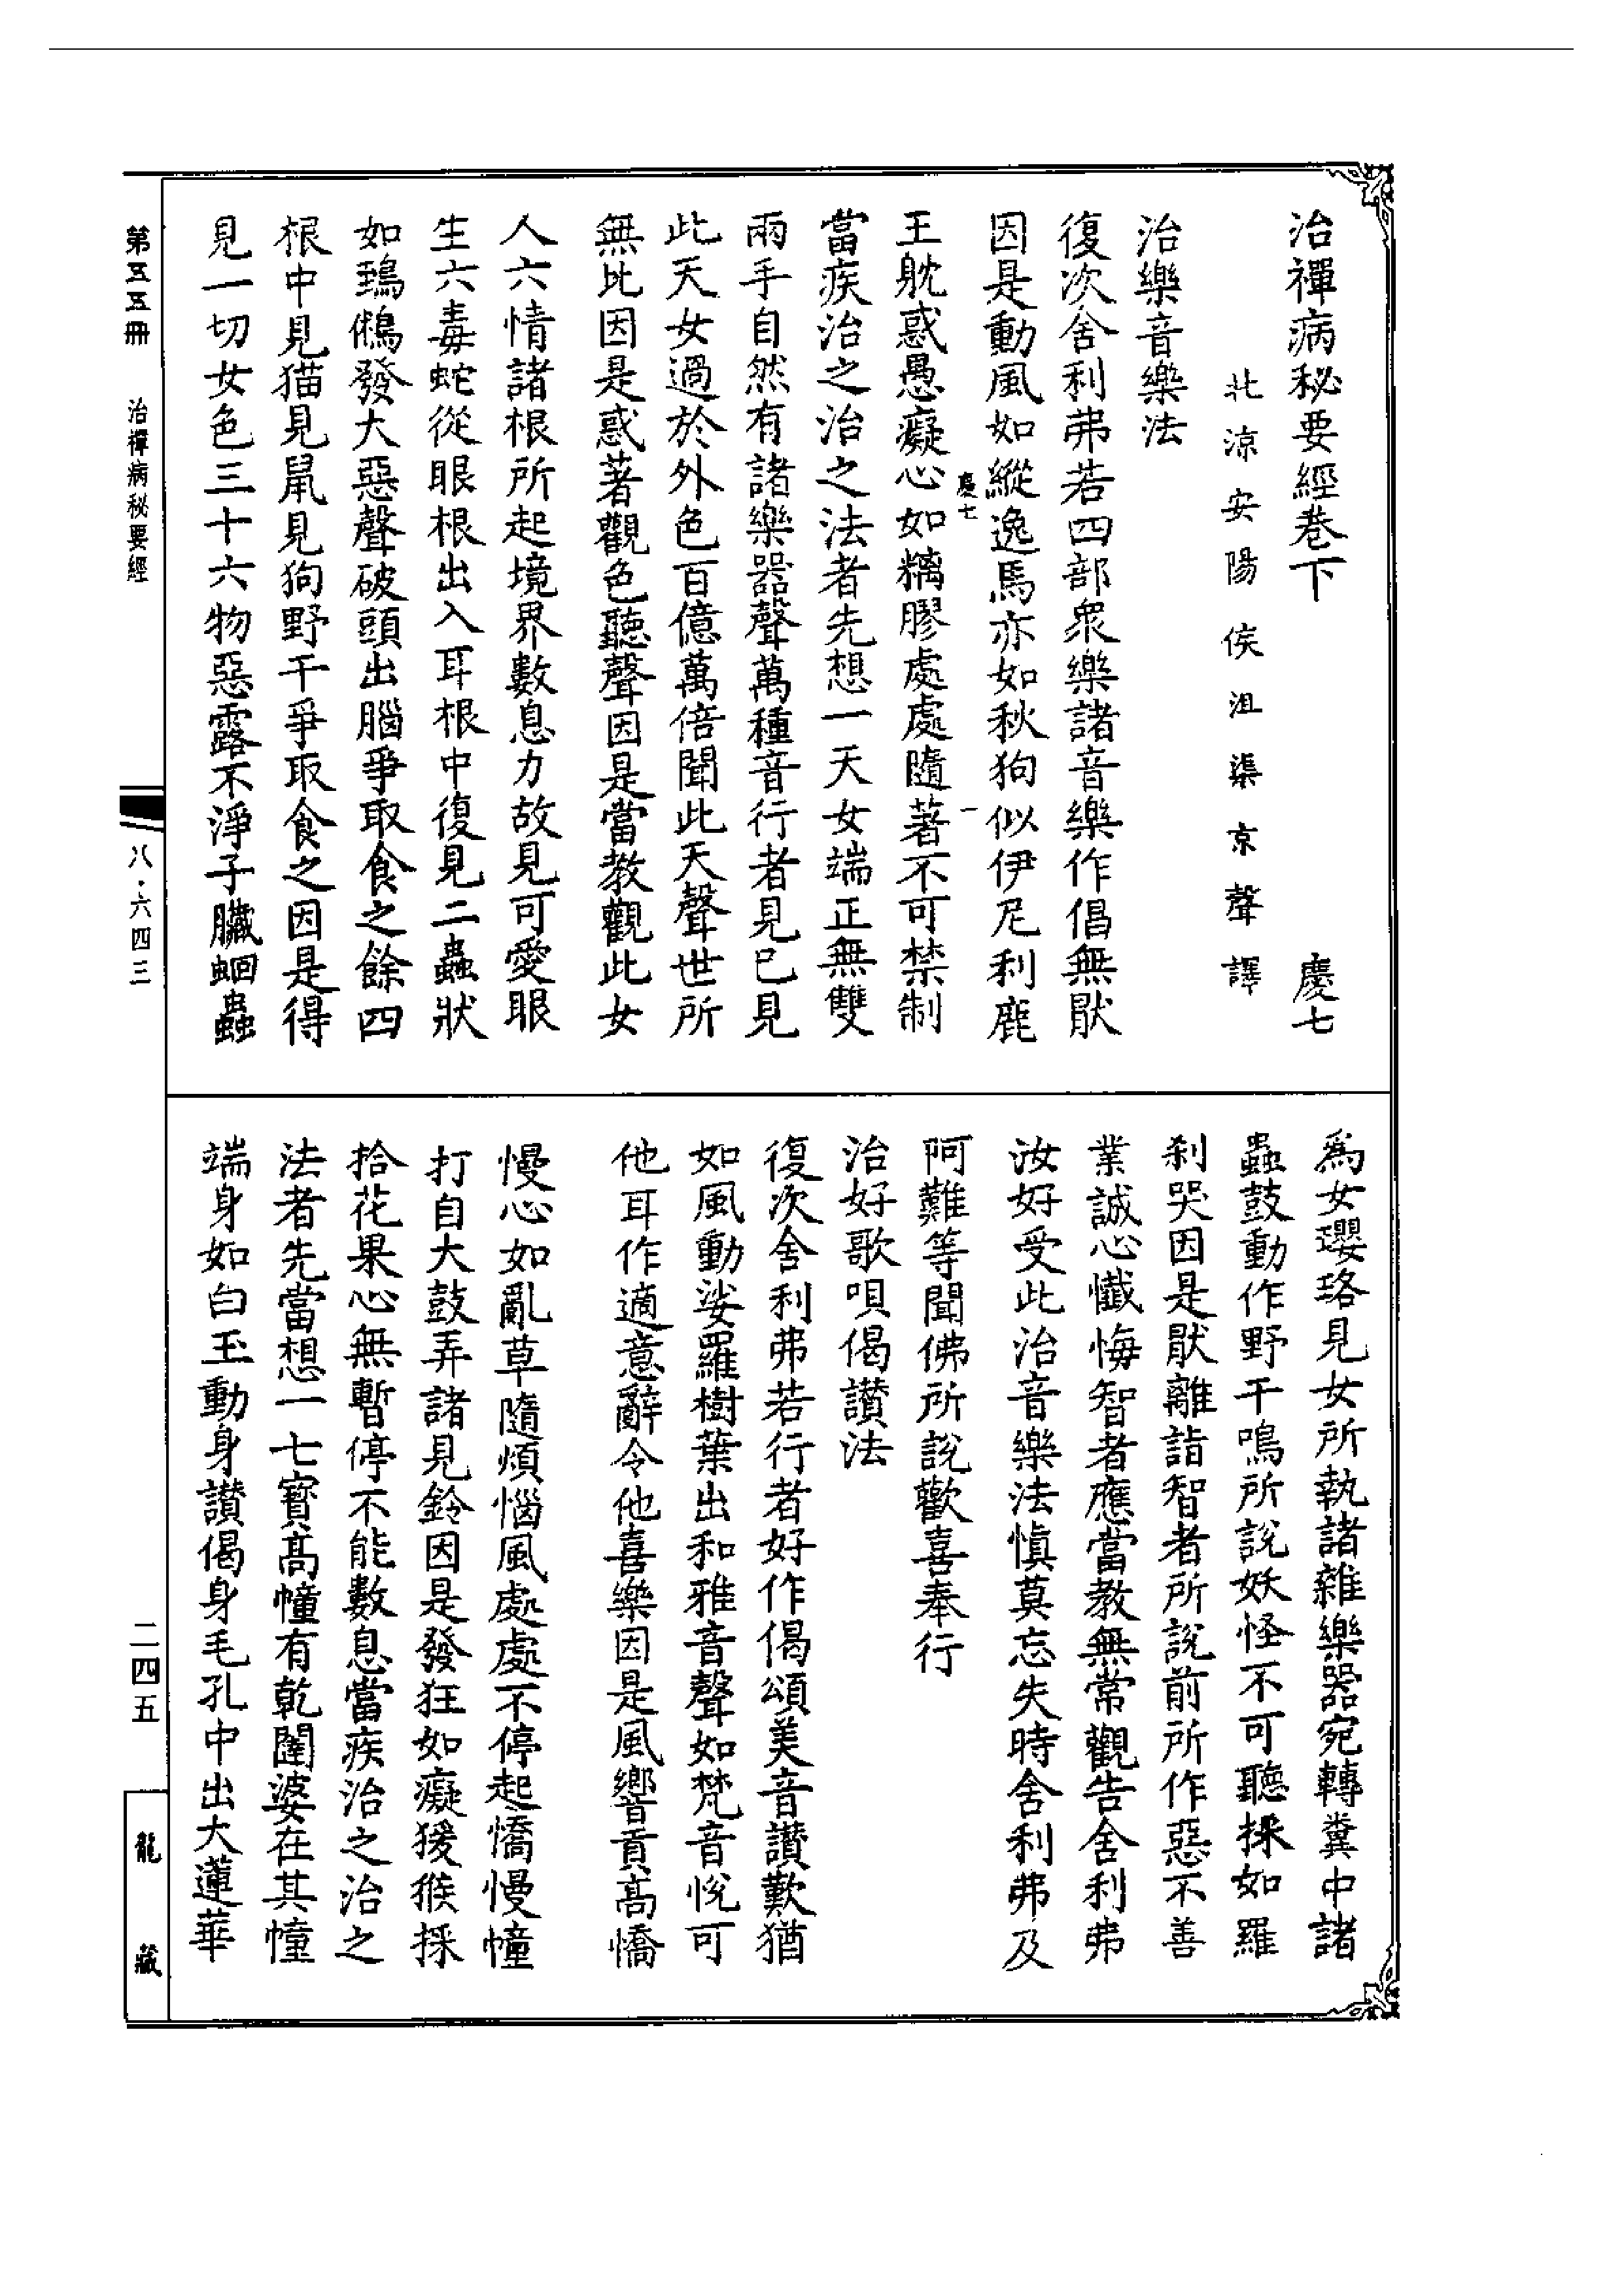 治禪病秘要經卷下　慶七
北涼安陽侯沮渠京聲譯
治樂音樂法
復次舍利弗若四部衆樂諸音樂作倡無猒
因是動風如縱逸馬亦如秋狗似伊尼利鹿
慶七　一
王躭惑愚癡心如黐膠處處隨著不可禁制
當疾治之治之法者先想一天女端正無雙
兩手自然有諸樂器聲萬種音行者見已見
此天女過於外色百億萬倍聞此天聲世所
無比因是惑著觀色聽聲因是當教觀此女
人六情諸根所起境界數息力故見可愛眼
生六毒蛇從眼根出入耳根中復見二蟲狀
如鵄鵂發大惡聲破頭出腦爭取食之餘四
根中見猫見鼠見狗野干爭取食之因是得
見一切女色三十六物惡露不淨子臟蛔蟲
爲女瓔珞見女所執諸雜樂器宛轉糞中諸
蟲鼓動作野干鳴所說妖怪不可聽採如羅
刹哭因是猒離詣智者所說前所作惡不善
業誠心懺悔智者應當教無常觀告舍利弗
汝好受此治音樂法慎莫忘失時舍利弗及
阿難等聞佛所說歡喜奉行
治好歌唄偈讃法
復次舍利弗若行者好作偈頌美音讃歎猶
如風動娑羅樹葉出和雅音聲如梵音悅可
他耳作適意辭令他喜樂因是風響貢高憍
慢心如亂草隨煩惱風處處不停起憍慢幢
打自大鼓弄諸見鈴因是發狂如癡猨猴採
拾花果心無暫停不能數息當疾治之治之
法者先當想一七寳高幢有乾闥婆在其幢
端身如白玉動身讃偈身毛孔中出大蓮華
第五五冊　治禪病秘要經
八·六四三
二四五
龍藏